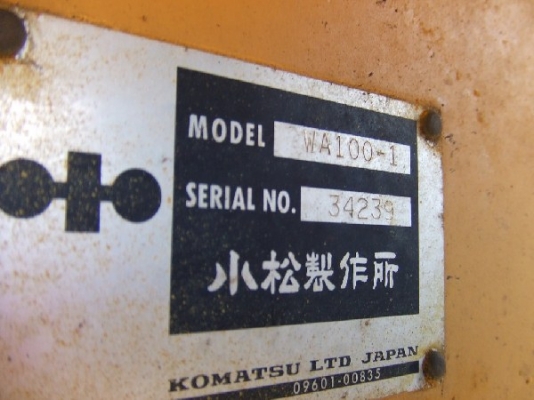 MODEL WA100-1
SERIAL NO. 34239
小松製作所
KOMATSU LTD JAPAN
09601-00835